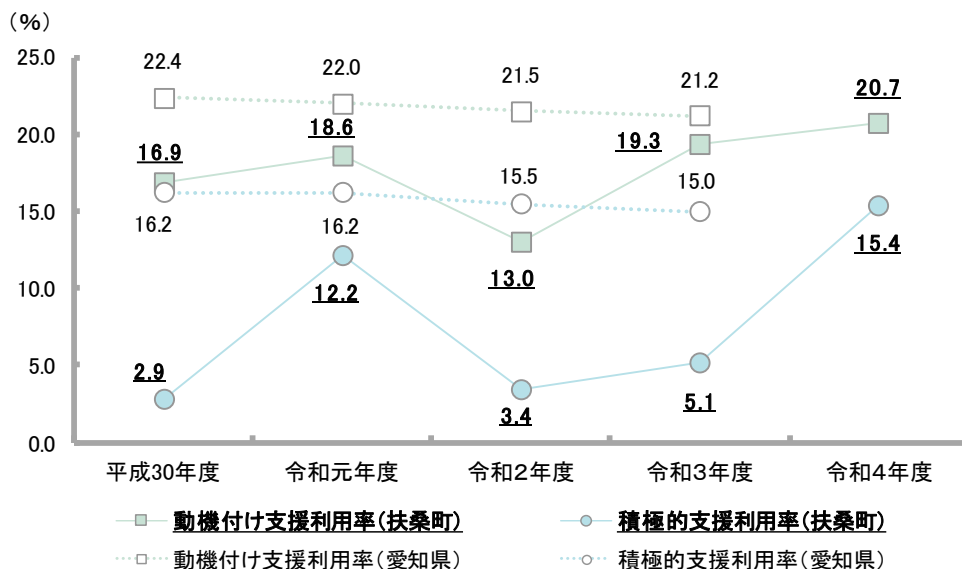 （％）
25.0
20.0
15.0
10.0
5.0
0.0
22.4
22.0
21.5
21.2
20.7
16.9
18.6
19.3
16.2
16.2
15.5
15.0
13.0
15.4
12.2
2.9
3.4
5.1
平成30年度
令和元年度
令和２年度
令和３年度
令和４年度
動機付け支援利用率（扶桑町）
積極的支援利用率（扶桑町）
動機付け支援利用率（愛知県）
積極的支援利用率（愛知県）